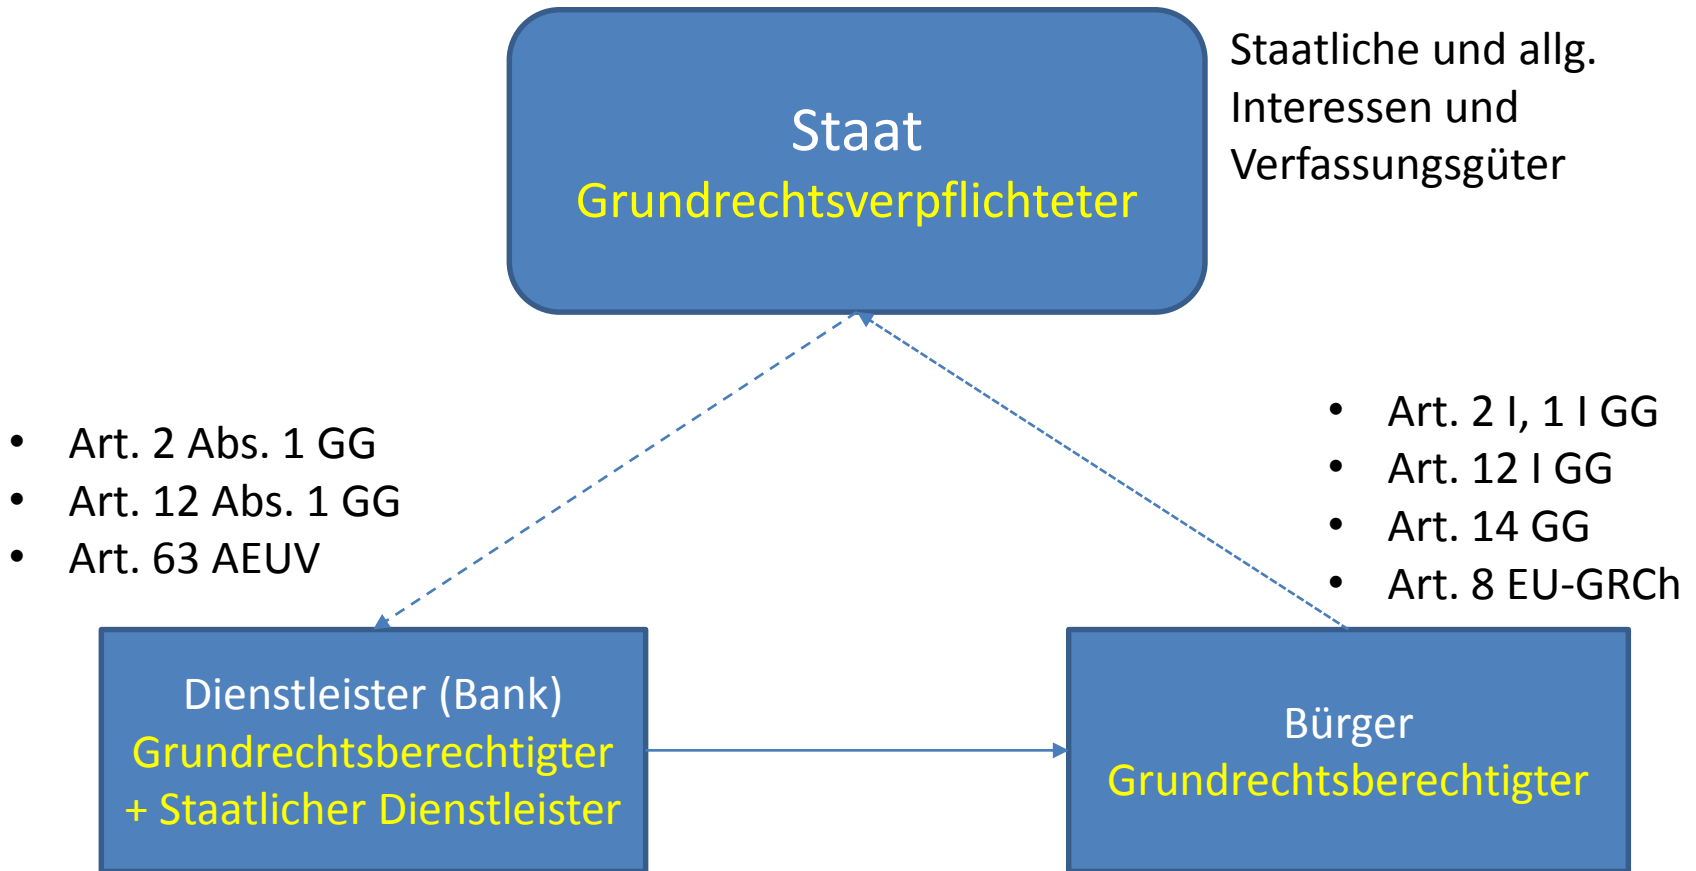 Staat
Grundrechtsverpflichteter
Staatliche und allg.
Interessen und
Verfassungsgüter
• Art. 2 Abs. 1 GG
• Art. 12 Abs. 1 GG
• Art. 63 AEUV
• Art. 2 I, 1 I GG
• Art. 12 I GG
• Art. 14 GG
• Art. 8 EU-GRCh
Dienstleister (Bank)
Grundrechtsberechtigter
+ Staatlicher Dienstleister
Bürger
Grundrechtsberechtigter